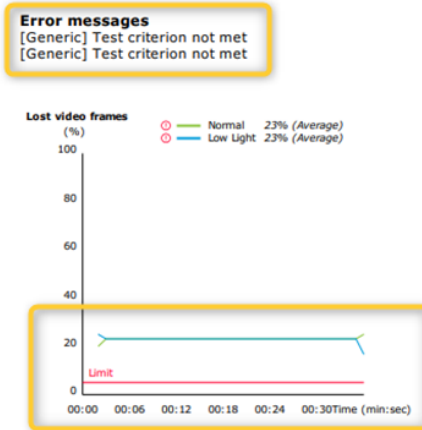 Error messages
[Generic] Test criterion not met
[Generic] Test criterion not met
Lost video frames
(%)
Normal 23% (Average)
Low Light 23% (Average)
100
80
60
40
20
Limit
0
00:00 00:06 00:12 00:18 00:24 00:30Time (min:sec)